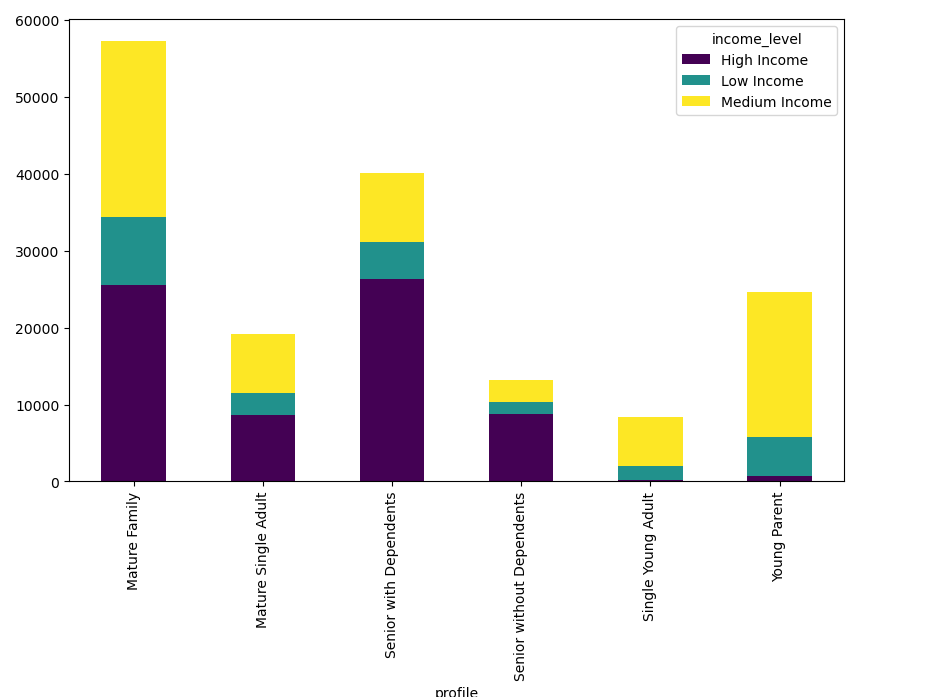 60000
50000
40000
30000
20000
10000
0
income_level
High Income
Low Income
Medium Income
Mature Family
Mature Single Adult
Senior with Dependents
Senior without Dependents
Single Young Adult
Young Parent
profile